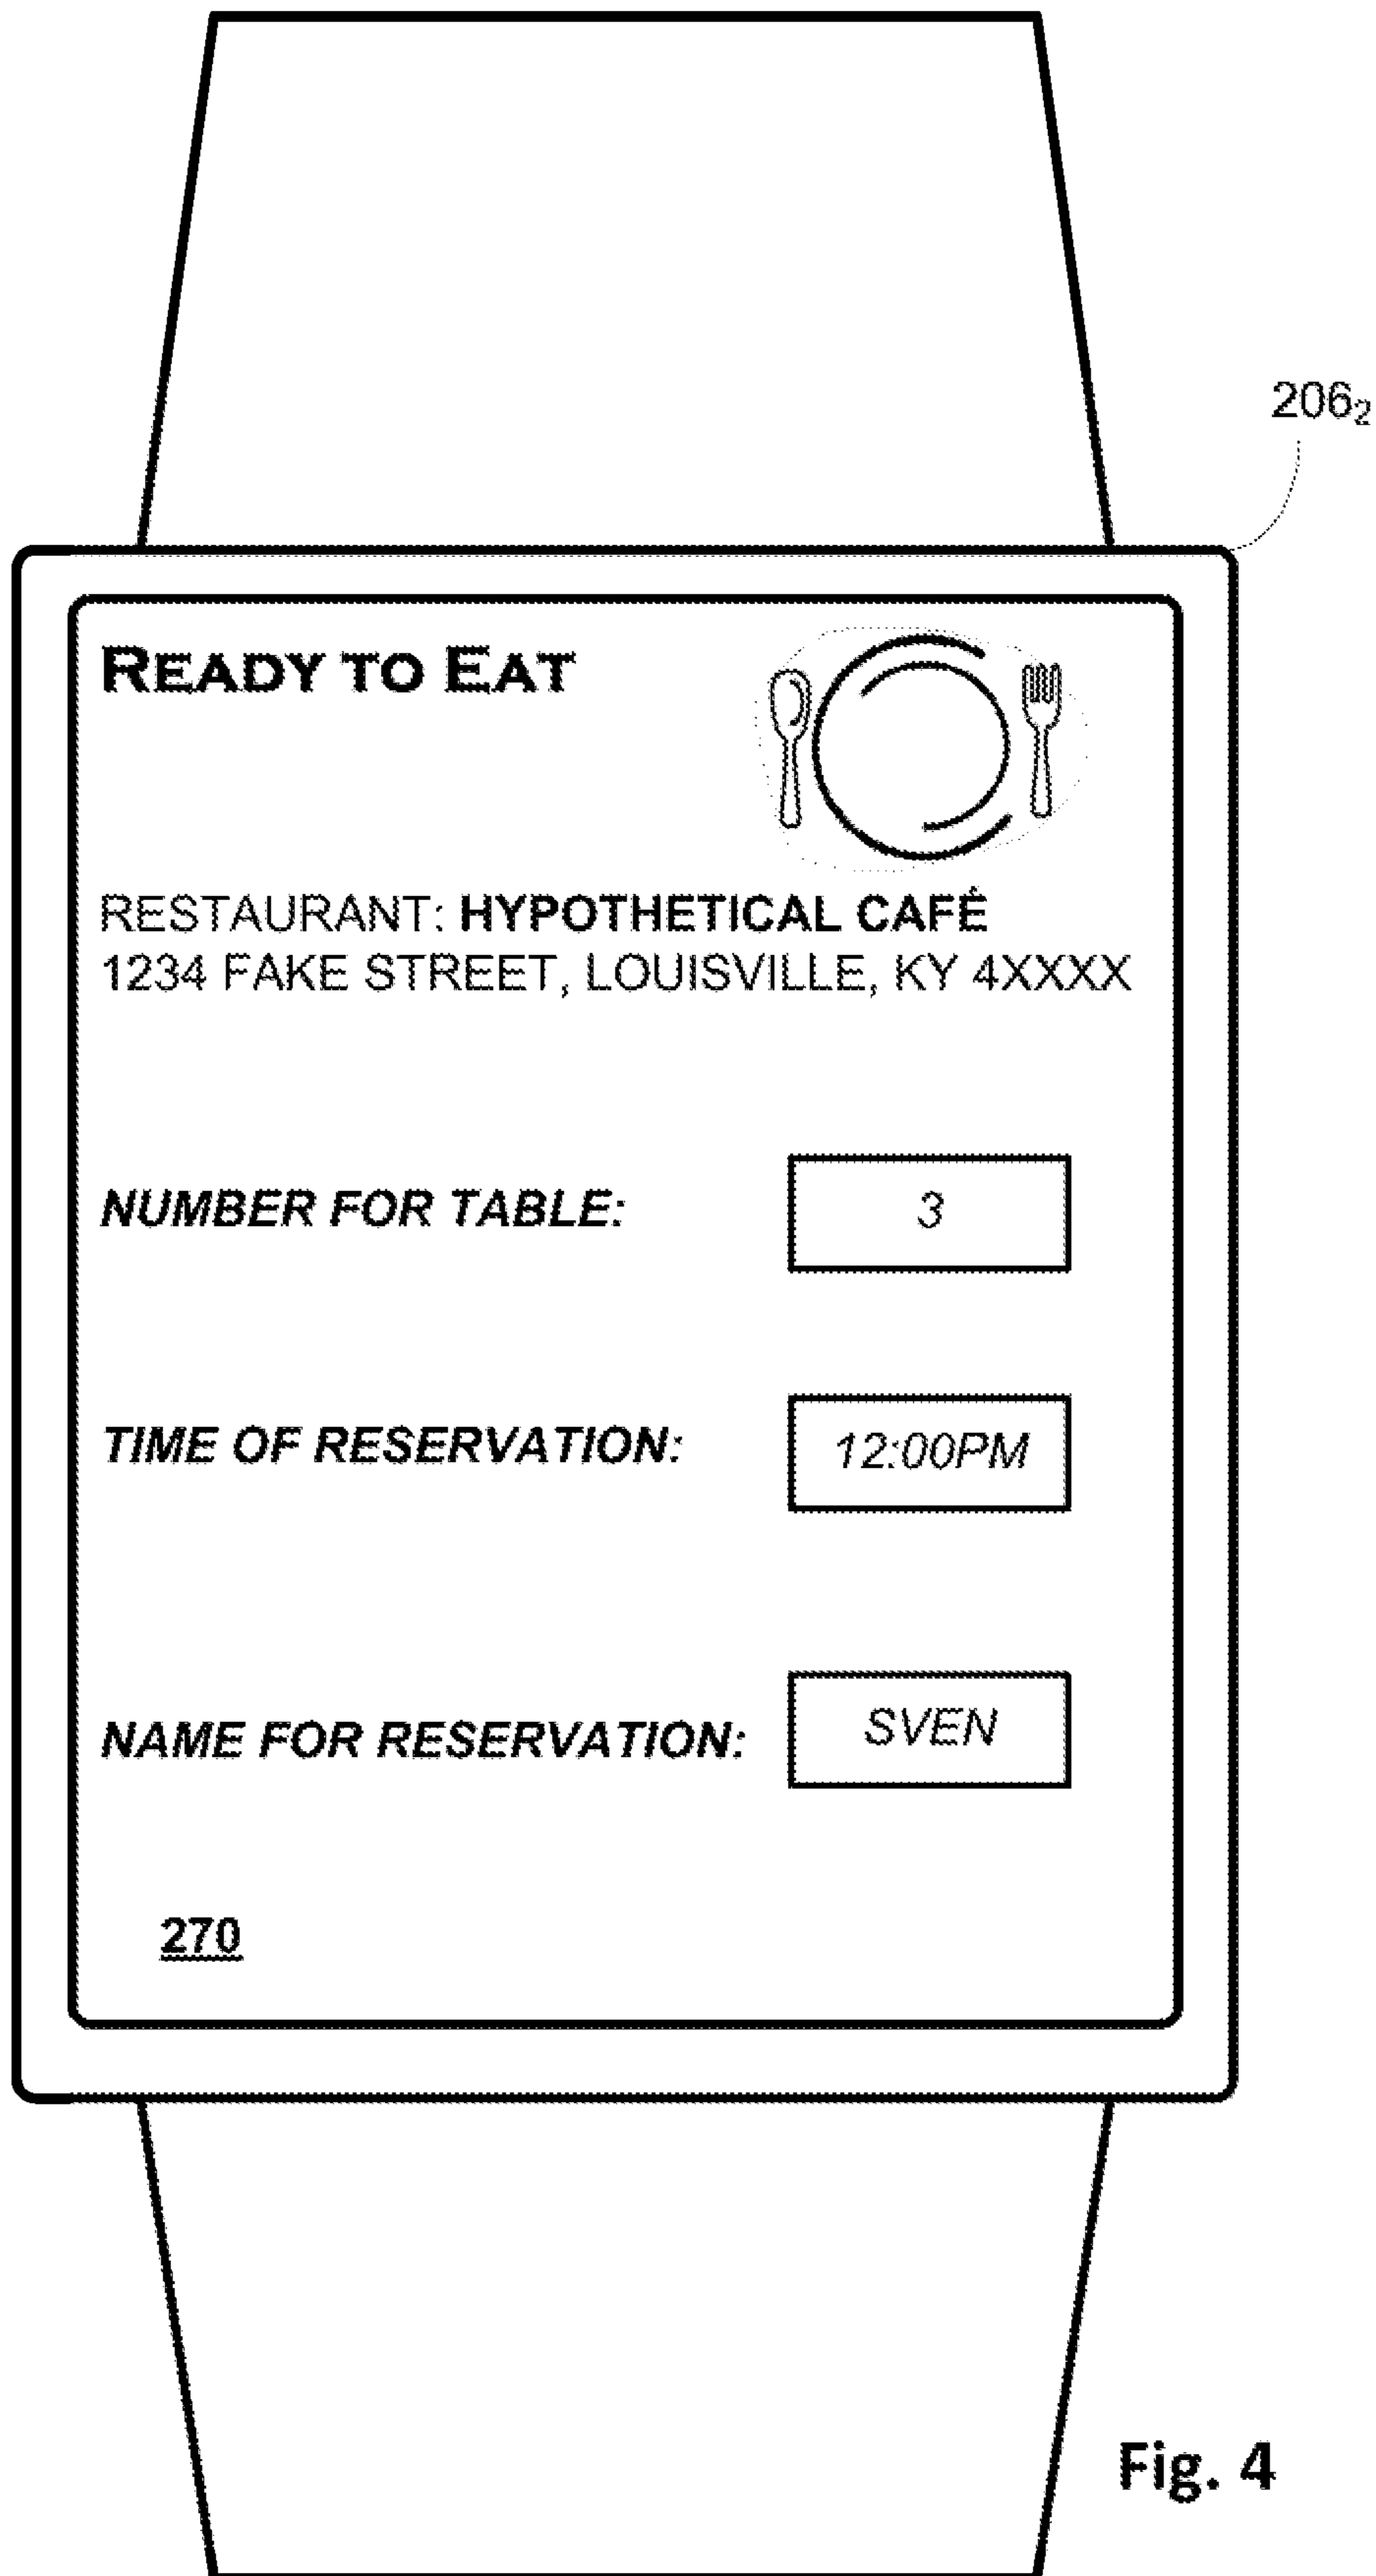 206₂
READY TO EAT
RESTAURANT: HYPOTHETICAL CAFÉ
1234 FAKE STREET, LOUISVILLE, KY 4XXXX
NUMBER FOR TABLE: 3
TIME OF RESERVATION: 12:00PM
NAME FOR RESERVATION: SVEN
270
Fig. 4